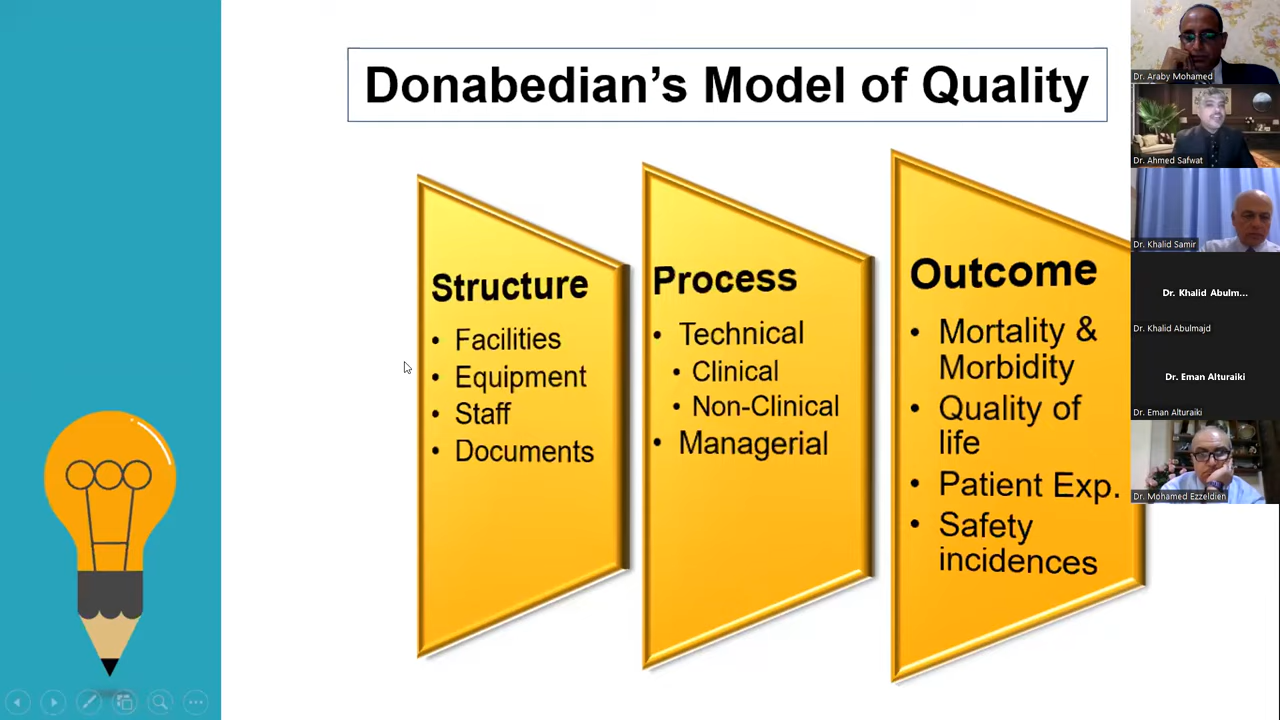 Donabedian's Model of Quality
Structure
• Facilities
• Equipment
• Staff
• Documents
Process
• Technical
• Clinical
• Non-Clinical
• Managerial
Outcome
• Mortality &
Morbidity
• Quality of
life
• Patient Exp.
• Safety
incidences
Dr. Araby Mohamed
Dr. Ahmed Safwat
Dr. Khalid Samir
Dr. Khalid Abulm...
Dr. Khalid Abulmajd
Dr. Eman Alturaiki
Dr. Eman Alturaiki
Dr. Mohamed Ezzeldien